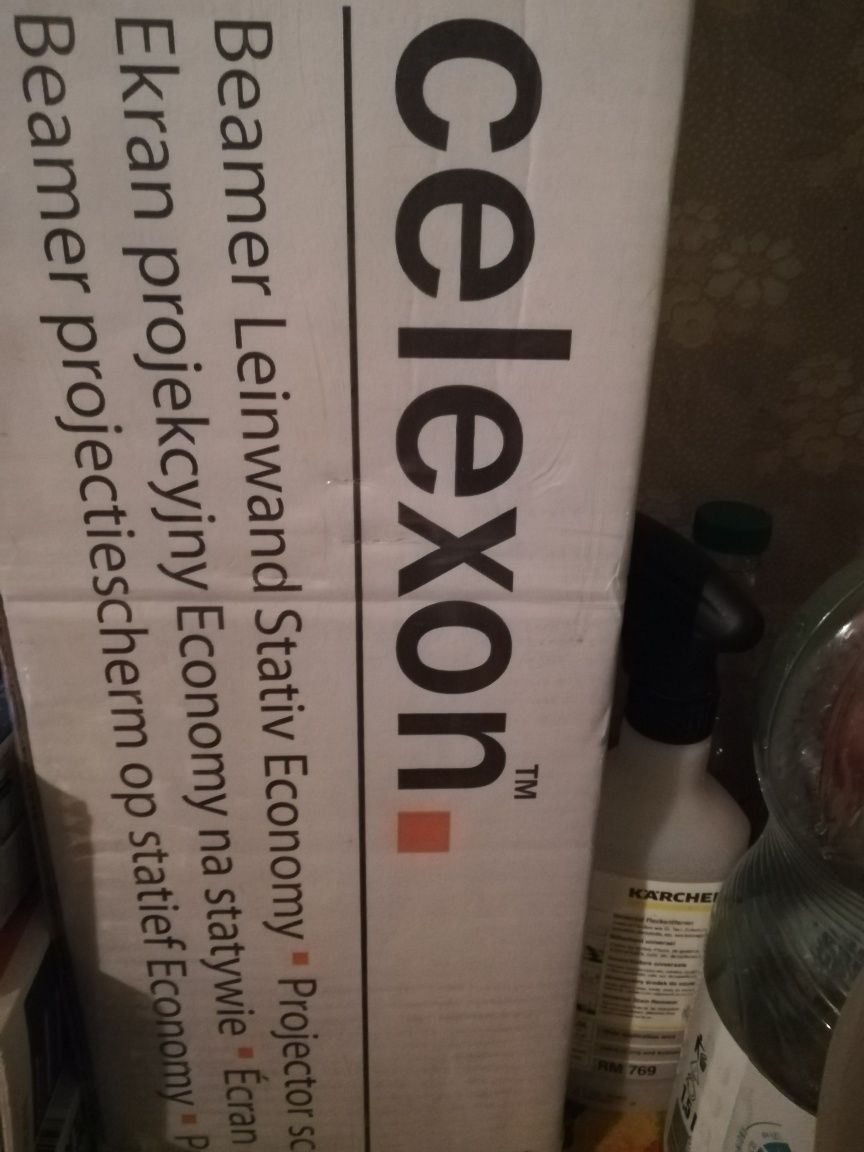 celexon™
Beamer Leinwand Stativ Economy ▪ Projector sc
Ekran projekcyjny Economy na statywie ▪ Écran
Beamer projectiescherm op statief Economy ▪ P
KÄRCHE
RM 769